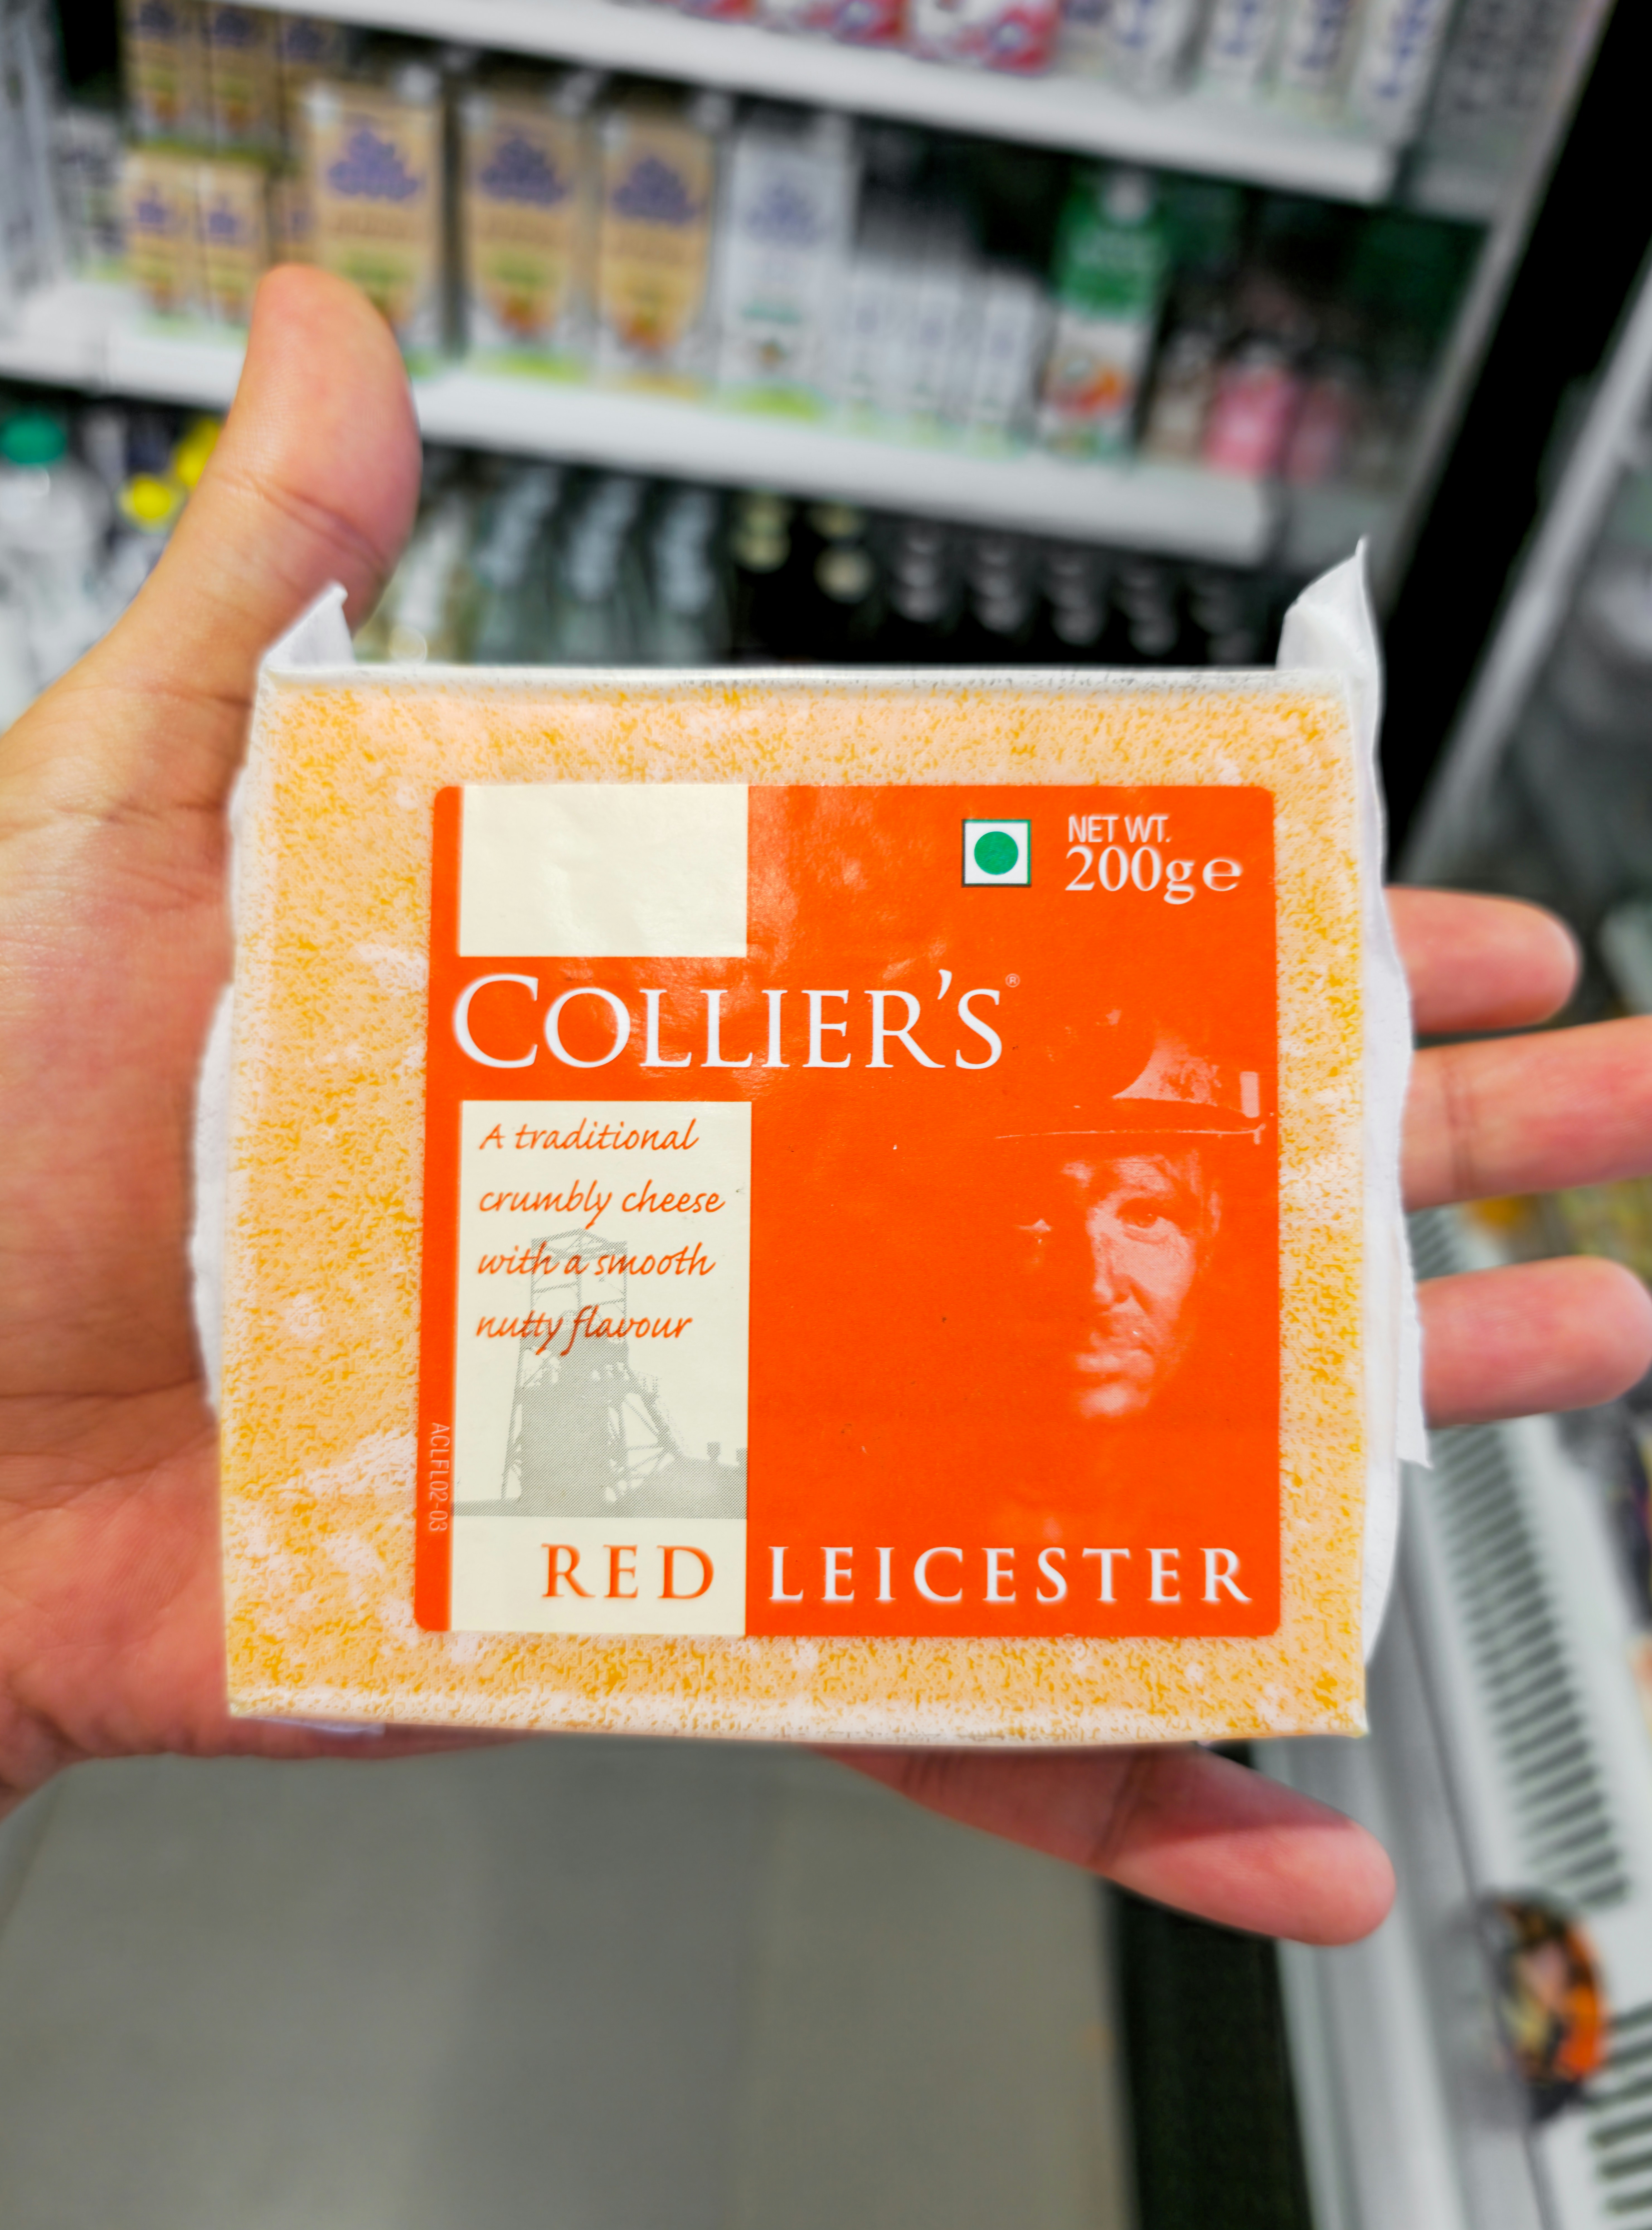 NET WT.
200g e
COLLIER'S®
A traditional
crumbly cheese
with a smooth
nutty flavour
ACLFL02-03
RED LEICESTER